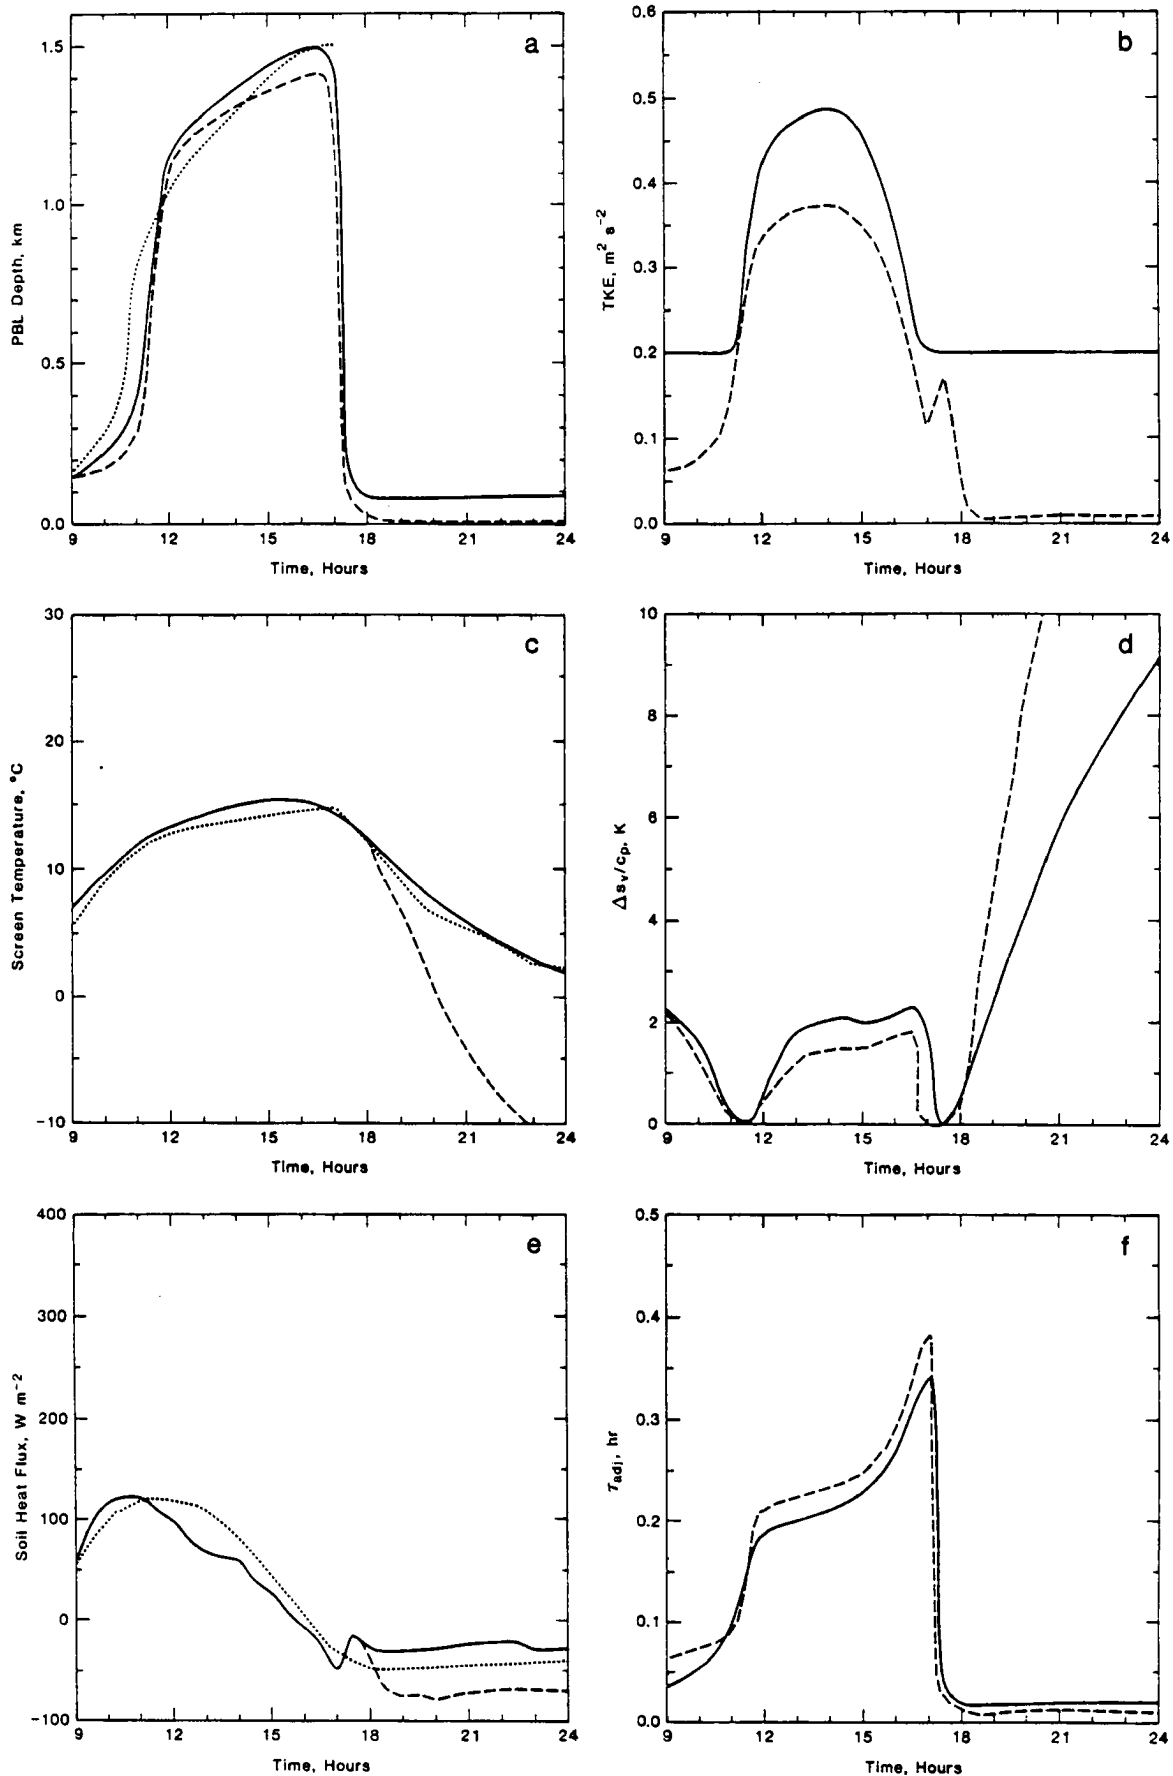 a
1.5
1.0
0.5
0.0
PBL Depth, km
9 12 15 18 21 24
Time, Hours
b
0.6
0.5
0.4
0.3
0.2
0.1
0.0
TKE, m² s⁻²
9 12 15 18 21 24
Time, Hours
c
30
20
10
0
-10
Screen Temperature, °C
9 12 15 18 21 24
Time, Hours
d
10
8
6
4
2
0
Δsᵥ/cₚ, K
9 12 15 18 21 24
Time, Hours
e
400
300
200
100
0
-100
Soil Heat Flux, W m⁻²
9 12 15 18 21 24
Time, Hours
f
0.5
0.4
0.3
0.2
0.1
0.0
τadj, hr
9 12 15 18 21 24
Time, Hours